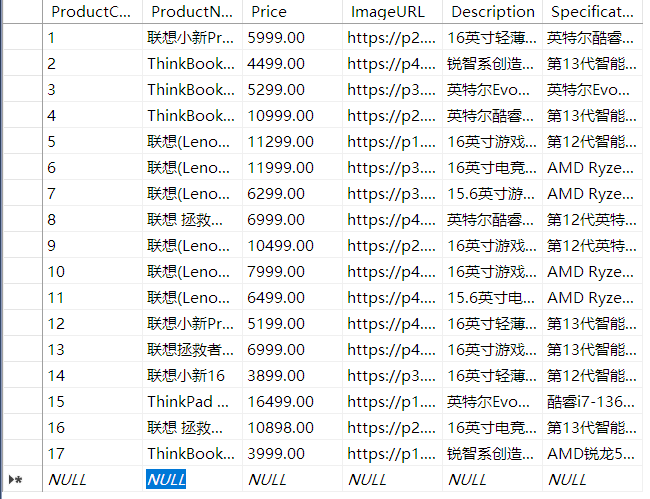 ProductC... ProductN... Price ImageURL Description Specificat...
1 联想小新Pr... 5999.00 https://p2.... 16英寸轻薄... 英特尔酷睿...
2 ThinkBook... 4499.00 https://p4.... 锐智系创造... 第13代智能...
3 ThinkBook... 5299.00 https://p3.... 英特尔Evo... 英特尔Evo...
4 ThinkBook... 10999.00 https://p2.... 英特尔酷睿... 第13代智能...
5 联想(Leno... 11299.00 https://p1.... 16英寸游戏... 第12代智能...
6 联想(Leno... 11999.00 https://p3.... 16英寸电竞... AMD Ryze...
7 联想(Leno... 6299.00 https://p3.... 15.6英寸游... AMD Ryze...
8 联想 拯救... 6999.00 https://p4.... 英特尔酷睿... 第12代英特...
9 联想(Leno... 10499.00 https://p2.... 16英寸游戏... 第12代英特...
10 联想(Leno... 7999.00 https://p4.... 16英寸游戏... AMD Ryze...
11 联想(Leno... 6499.00 https://p4.... 15.6英寸电... AMD Ryze...
12 联想小新Pr... 5199.00 https://p4.... 16英寸轻薄... 第13代智能...
13 联想拯救者... 6999.00 https://p4.... 16英寸游戏... 第13代智能...
14 联想小新16 3899.00 https://p3.... 16英寸轻薄... 第12代智能...
15 ThinkPad ... 16499.00 https://p1.... 英特尔Evo... 酷睿i7-136...
16 联想 拯救... 10898.00 https://p2.... 16英寸电竞... 第13代智能...
17 ThinkBook... 3999.00 https://p1.... 锐智系创造... AMD锐龙5...
NULL NULL NULL NULL NULL NULL